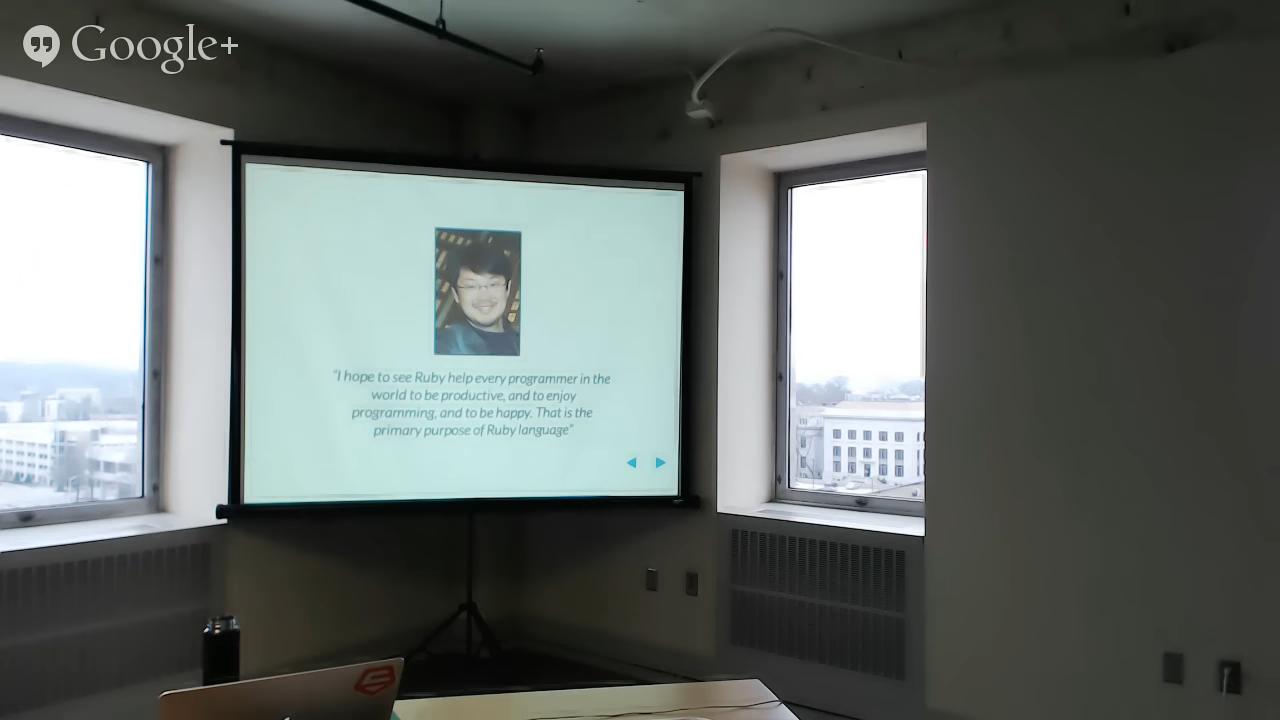 Google+
"I hope to see Ruby help every programmer in the
world to be productive, and to enjoy
programming, and to be happy. That is the
primary purpose of Ruby language"